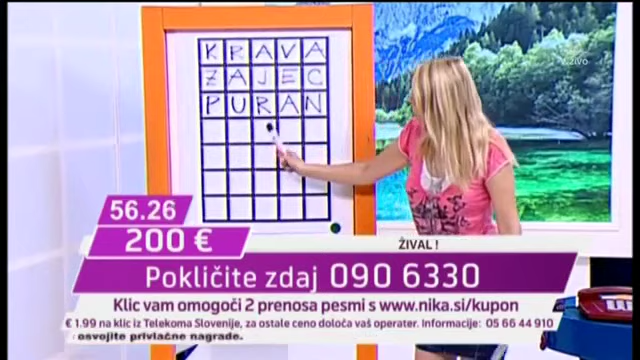 KRAVA
ZAJEC
PURAN
V ŽIVO
56.26
200 €
ŽIVAL !
Pokličite zdaj 090 6330
Klic vam omogoči 2 prenosa pesmi s www.nika.si/kupon
€ 1.99 na klic iz Telekoma Slovenije, za ostale ceno določa vaš operater. Informacije: 05 66 44 910
osvojite privlačne nagrade.